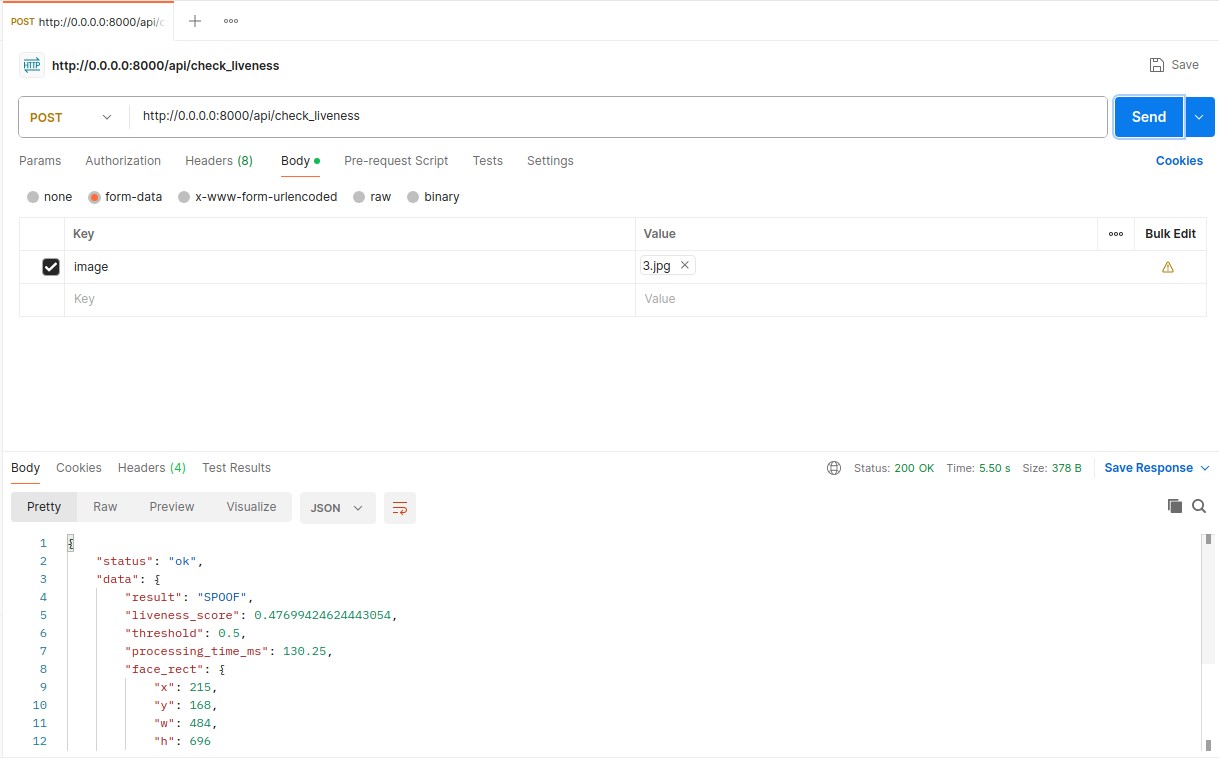 POST http://0.0.0.0:8000/api/c
HTTP http://0.0.0.0:8000/api/check_liveness Save
POST http://0.0.0.0:8000/api/check_liveness Send
Params Authorization Headers (8) Body Pre-request Script Tests Settings Cookies
none form-data x-www-form-urlencoded raw binary
Key Value Bulk Edit
image 3.jpg
Key Value
Body Cookies Headers (4) Test Results Status: 200 OK Time: 5.50 s Size: 378 B Save Response
Pretty Raw Preview Visualize JSON
1 {
2 "status": "ok",
3 "data": {
4 "result": "SPOOF",
5 "liveness_score": 0.47699424624443054,
6 "threshold": 0.5,
7 "processing_time_ms": 130.25,
8 "face_rect": {
9 "x": 215,
10 "y": 168,
11 "w": 484,
12 "h": 696